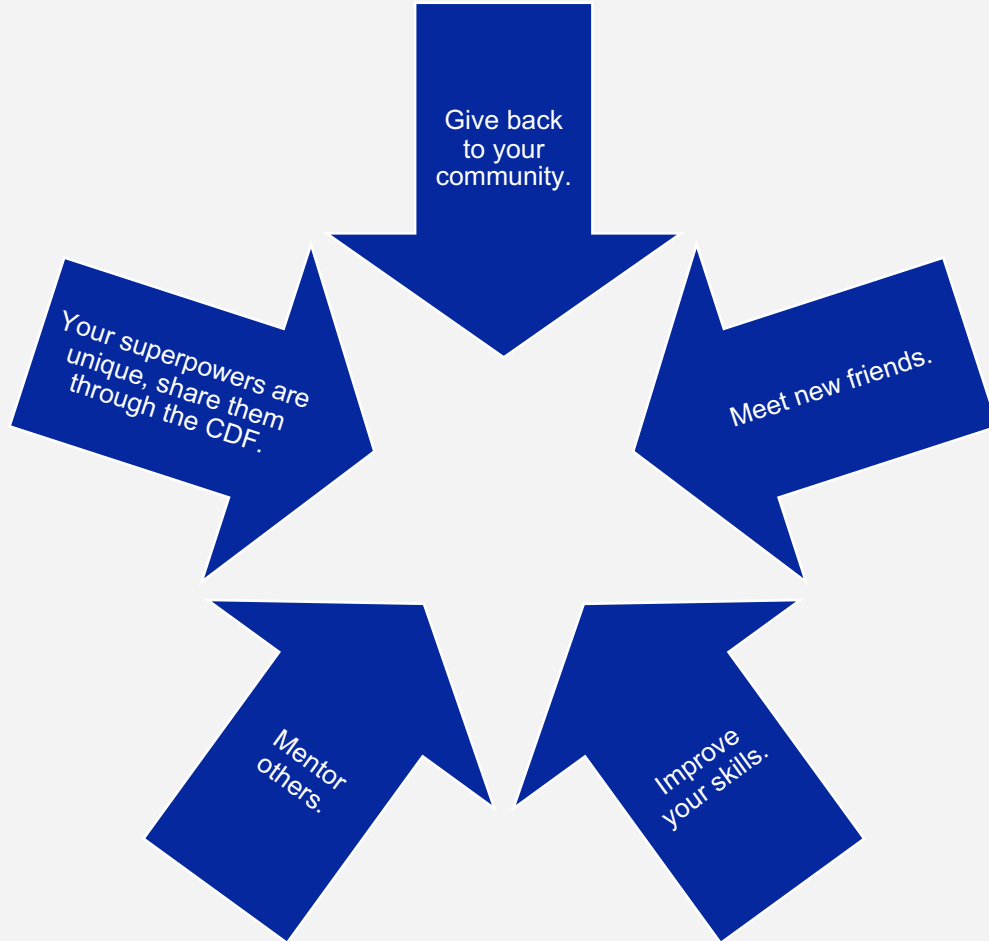 Give back
to your
community.
Meet new friends.
Improve
your skills.
Mentor
others.
Your superpowers are
unique, share them
through the CDF.